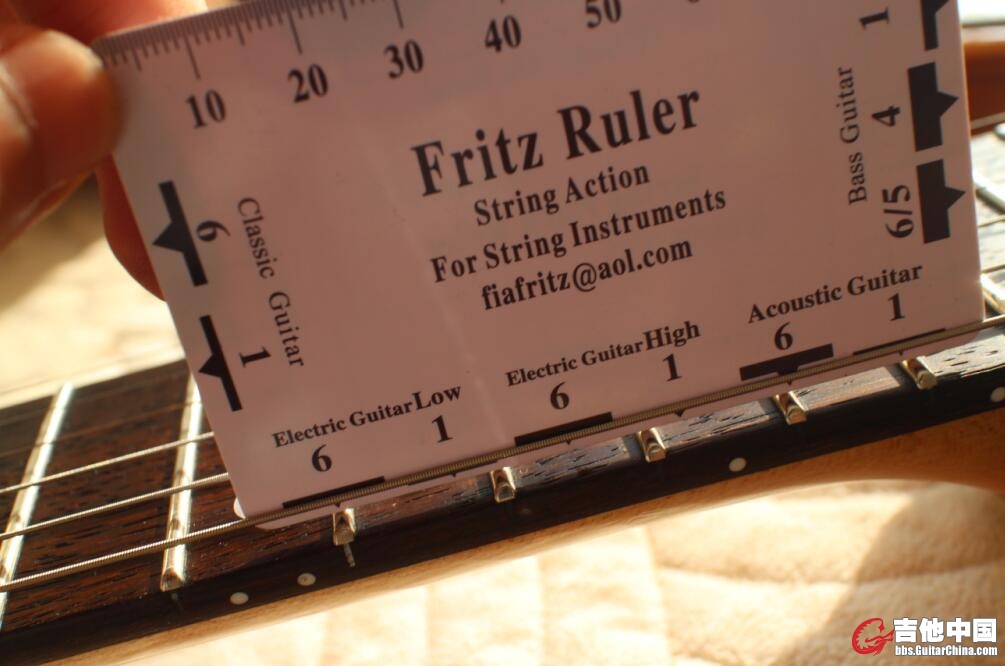 10 20 30 40 50
Fritz Ruler
String Action
For String Instruments
fiafritz@aol.com
Classic Guitar
6
1
Bass Guitar
1
4
6/5
Electric Guitar Low
6 1
Electric Guitar High
6 1
Acoustic Guitar
6 1
吉他中国
bbs.GuitarChina.com